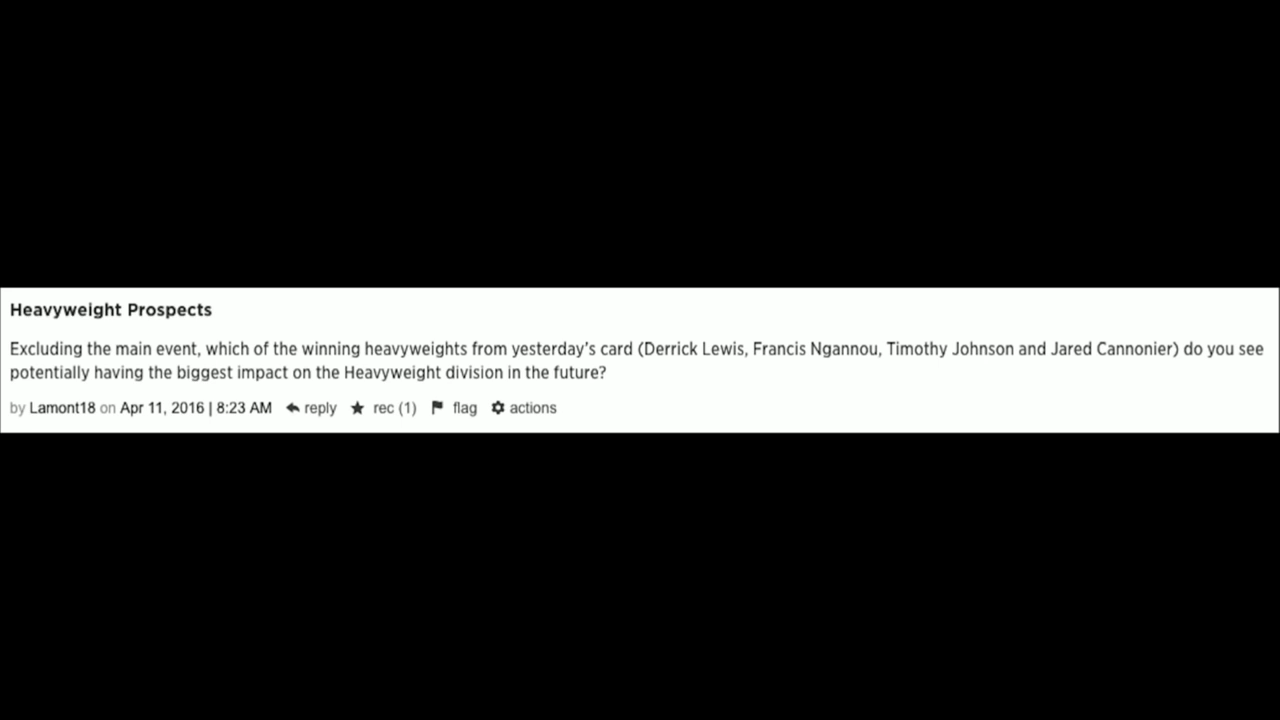 Heavyweight Prospects
Excluding the main event, which of the winning heavyweights from yesterday's card (Derrick Lewis, Francis Ngannou, Timothy Johnson and Jared Cannonier) do you see
potentially having the biggest impact on the Heavyweight division in the future?
by Lamont18 on Apr 11, 2016 | 8:23 AM reply rec (1) flag actions